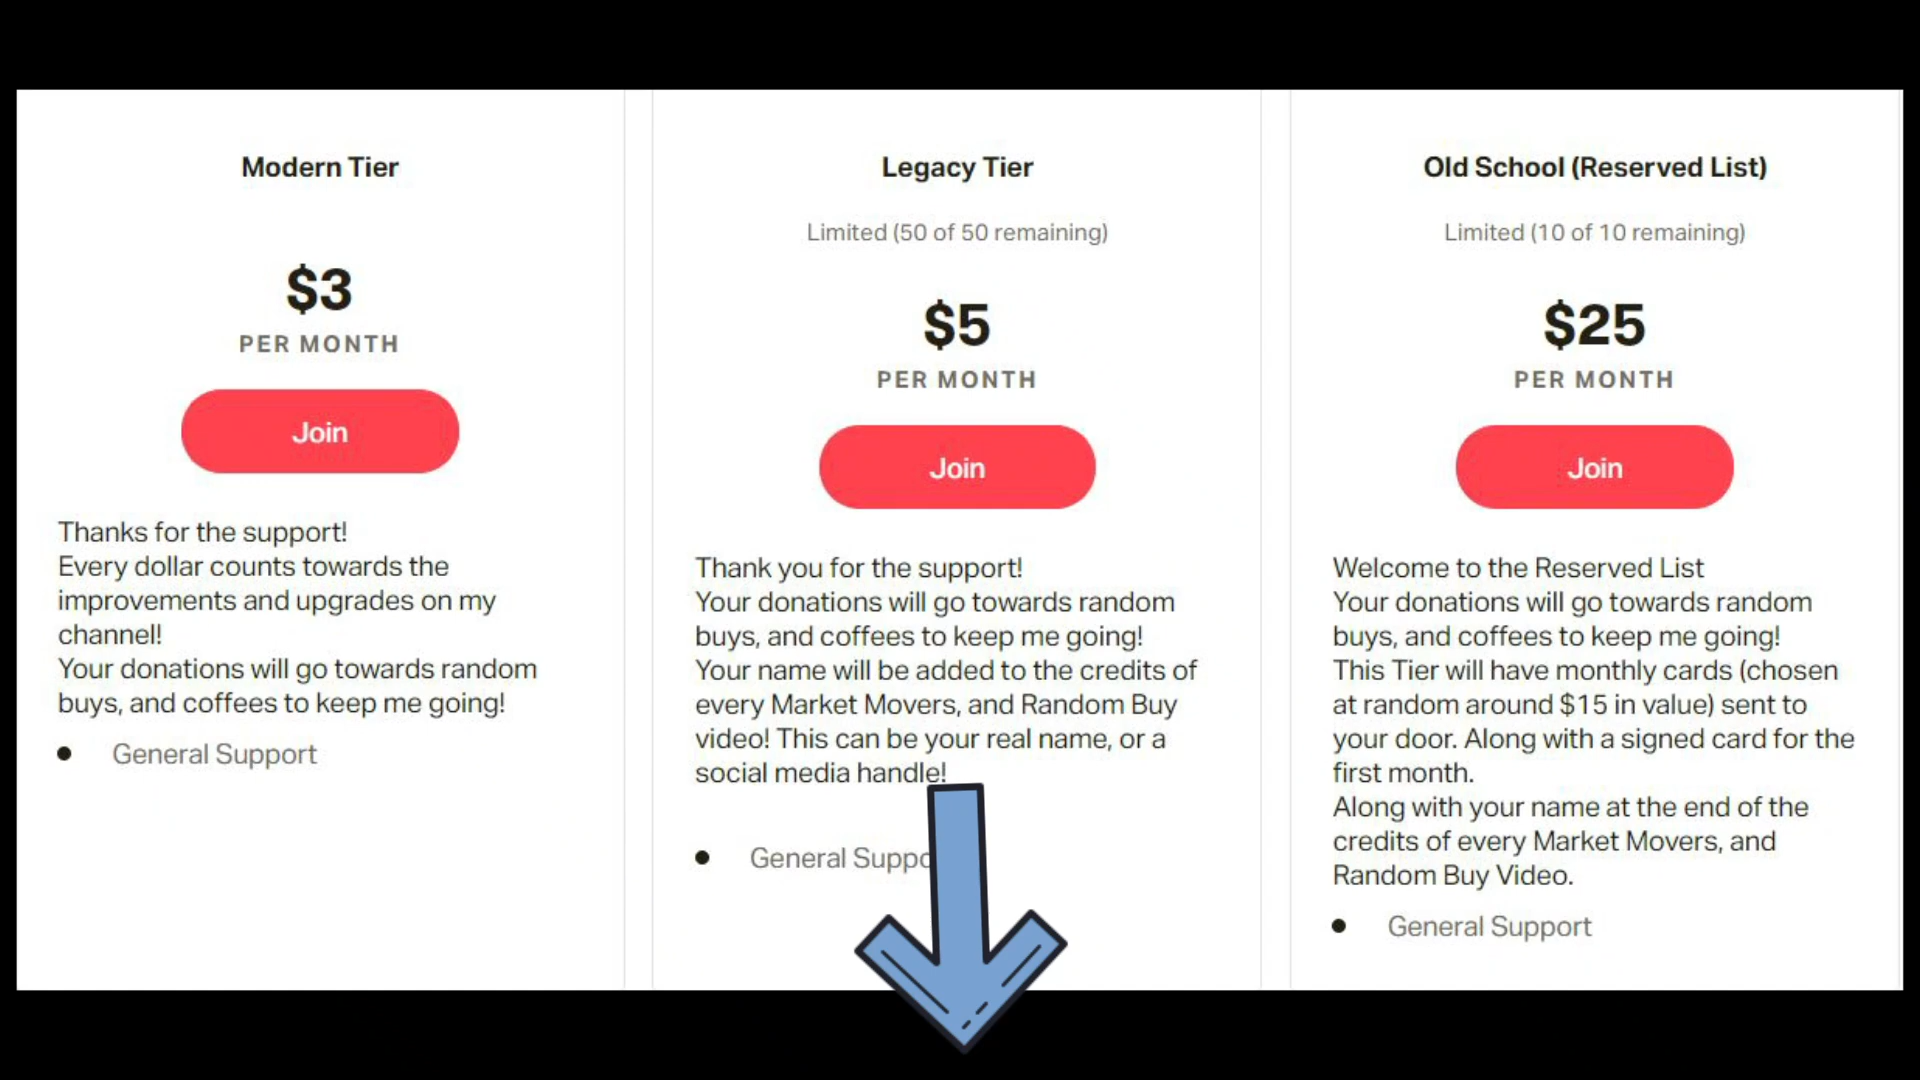 Modern Tier
$3
PER MONTH
Join
Thanks for the support!
Every dollar counts towards the
improvements and upgrades on my
channel!
Your donations will go towards random
buys, and coffees to keep me going!
General Support
Legacy Tier
Limited (50 of 50 remaining)
$5
PER MONTH
Join
Thank you for the support!
Your donations will go towards random
buys, and coffees to keep me going!
Your name will be added to the credits of
every Market Movers, and Random Buy
video! This can be your real name, or a
social media handle!
General
Old School (Reserved List)
Limited (10 of 10 remaining)
$25
PER MONTH
Join
Welcome to the Reserved List
Your donations will go towards random
buys, and coffees to keep me going!
This Tier will have monthly cards (chosen
at random around $15 in value) sent to
your door. Along with a signed card for the
first month.
Along with your name at the end of the
credits of every Market Movers, and
Random Buy Video.
General Support